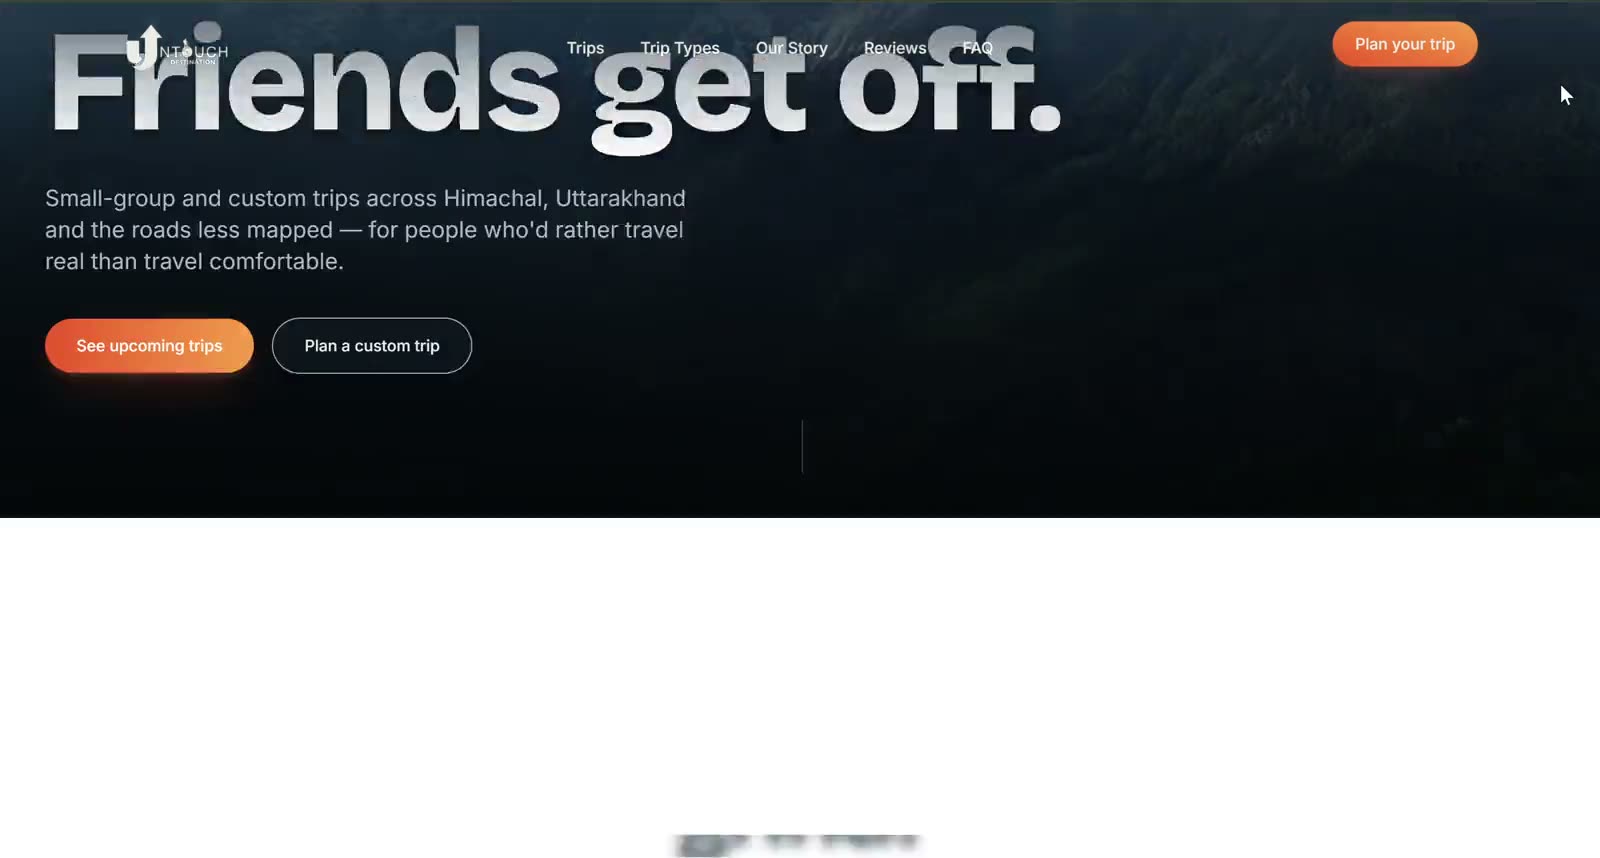 UNTOUCH
DESTINATION
Trips
Trip Types
Our Story
Reviews
FAQ
Plan your trip
Friends get off.
Small-group and custom trips across Himachal, Uttarakhand
and the roads less mapped — for people who'd rather travel
real than travel comfortable.
See upcoming trips
Plan a custom trip